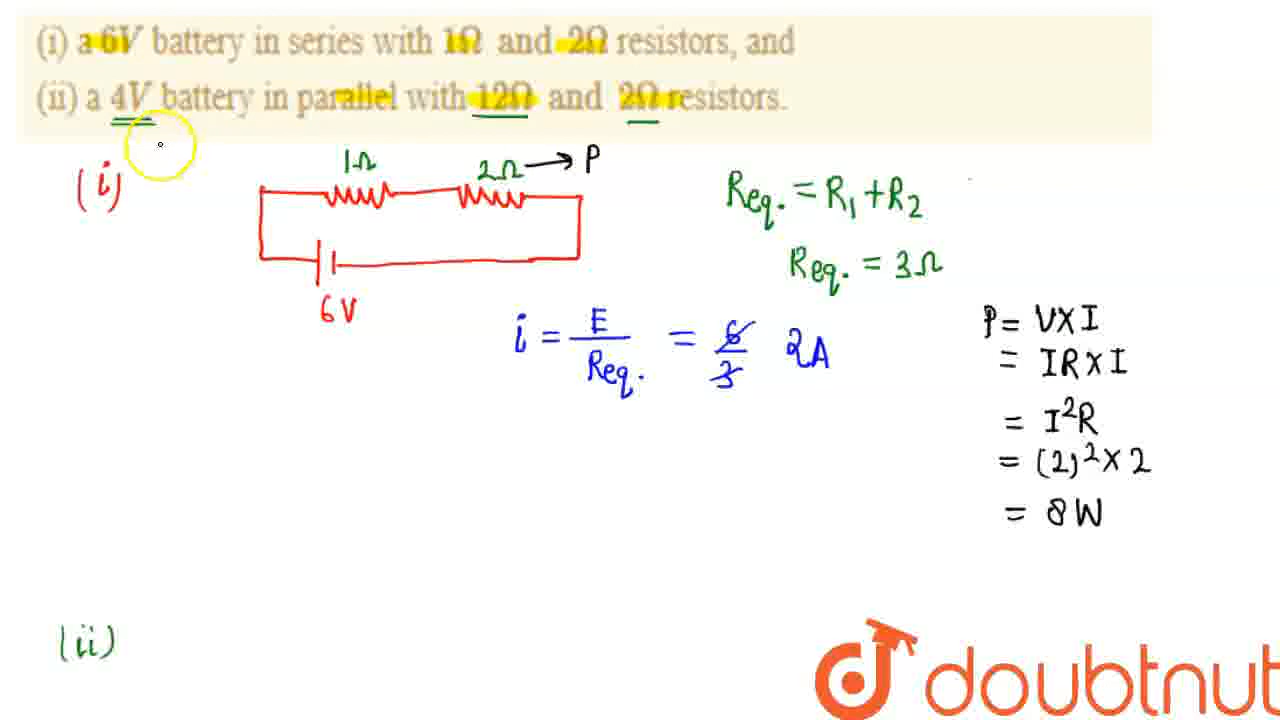 (i) a 6V battery in series with 1Ω and 2Ω resistors, and
(ii) a 4V battery in parallel with 12Ω and 2Ω resistors.
(i)
1Ω
2Ω → P
6V
Req. = R1 + R2
Req. = 3Ω
i = E / Req. = 6 / 3 2A
P = V X I
= IR X I
= I²R
= (2)² X 2
= 8W
(ii)
doubtnut